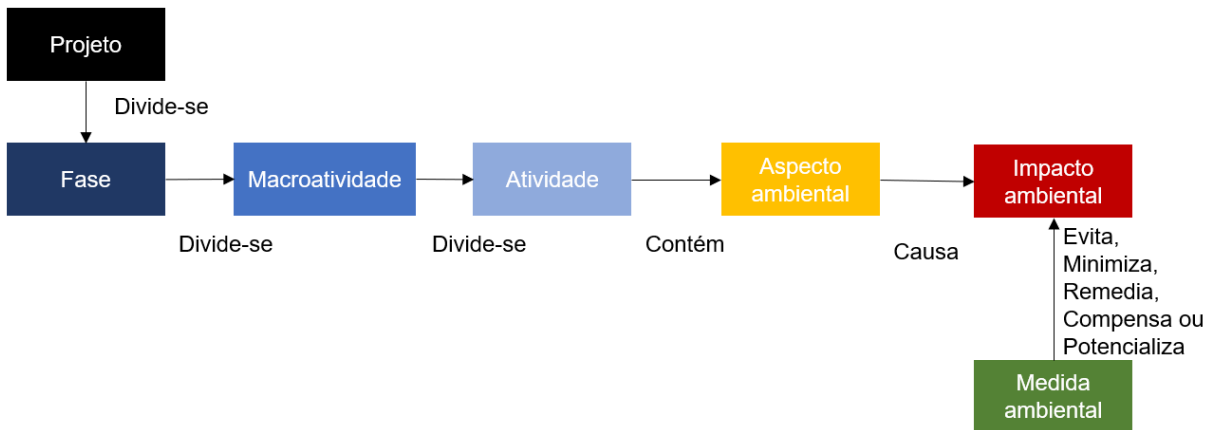 Projeto
Divide-se
Fase
Macroatividade
Atividade
Aspecto
ambiental
Impacto
ambiental
Divide-se
Divide-se
Contém
Causa
Evita,
Minimiza,
Remedia,
Compensa ou
Potencializa
Medida
ambiental